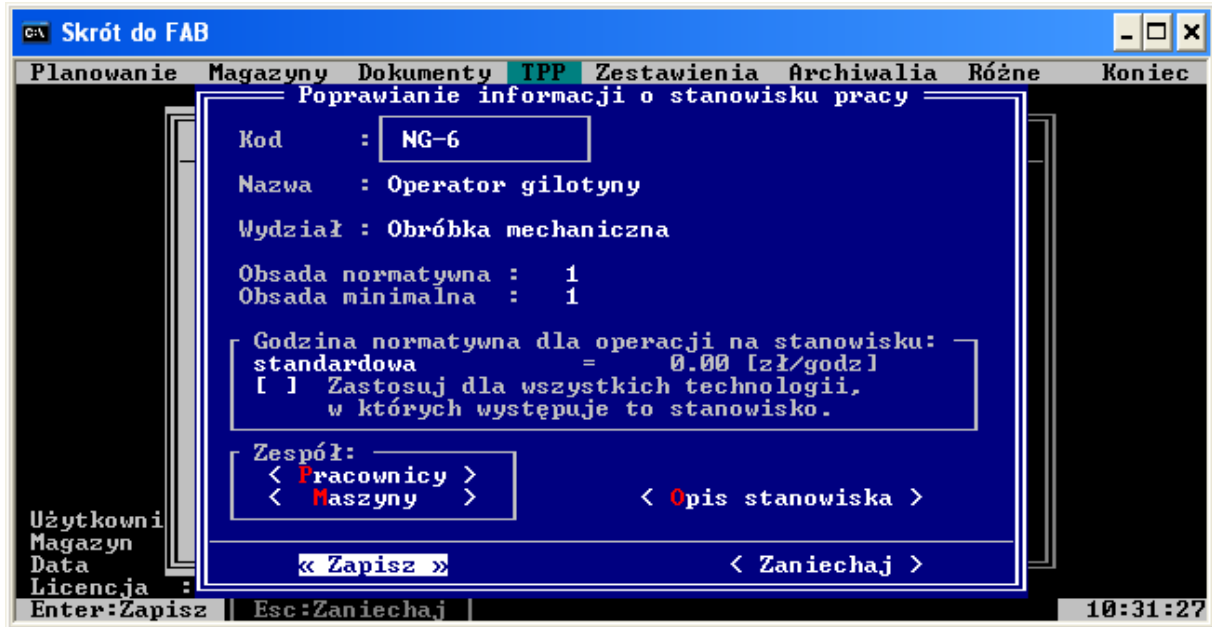 Skrót do FAB
Planowanie Magazyny Dokumenty TPP Zestawienia Archiwalia Różne Koniec
Poprawianie informacji o stanowisku pracy
Kod : NG-6
Nazwa : Operator gilotyny
Wydział : Obróbka mechaniczna
Obsada normatywna : 1
Obsada minimalna : 1
Godzina normatywna dla operacji na stanowisku:
standardowa = 0.00 [zł/godz]
[ ] Zastosuj dla wszystkich technologii,
w których występuje to stanowisko.
Zespół:
< Pracownicy >
< Maszyny > < Opis stanowiska >
Użytkowni
Magazyn
Data
« Zapisz » < Zaniechaj >
Licencja :
Enter:Zapisz | Esc:Zaniechaj | 10:31:27